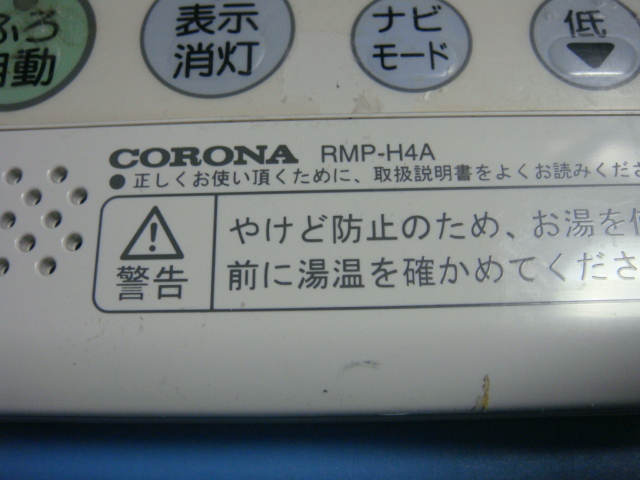 ふろ 表示 ナビ 低
自動 消灯 モード
CORONA RMP-H4A
● 正しくお使い頂くために、取扱説明書をよくお読みくださ
警告
やけど防止のため、お湯を使
前に湯温を確かめてくださ